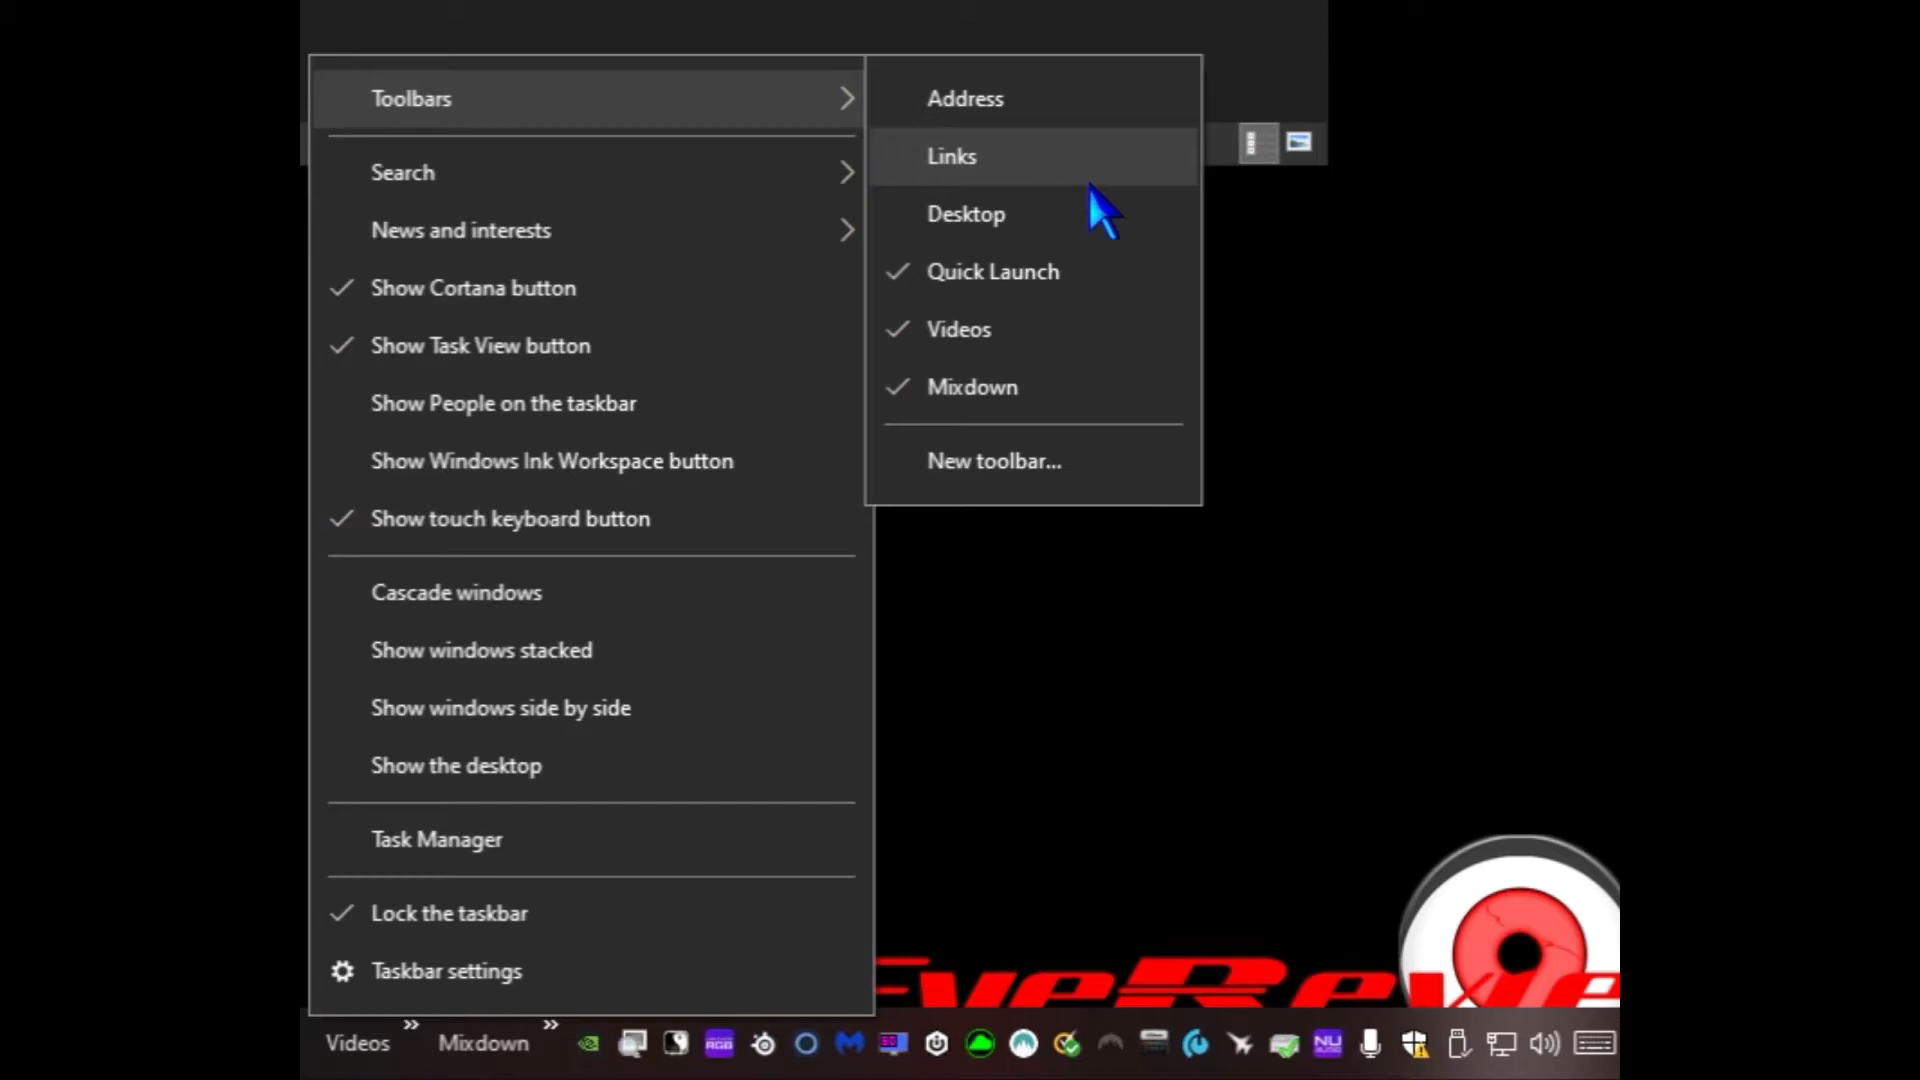 Toolbars
Search
News and interests
Show Cortana button
Show Task View button
Show People on the taskbar
Show Windows Ink Workspace button
Show touch keyboard button
Cascade windows
Show windows stacked
Show windows side by side
Show the desktop
Task Manager
Lock the taskbar
Taskbar settings
Address
Links
Desktop
Quick Launch
Videos
Mixdown
New toolbar...
Videos
Mixdown
RGB
NU